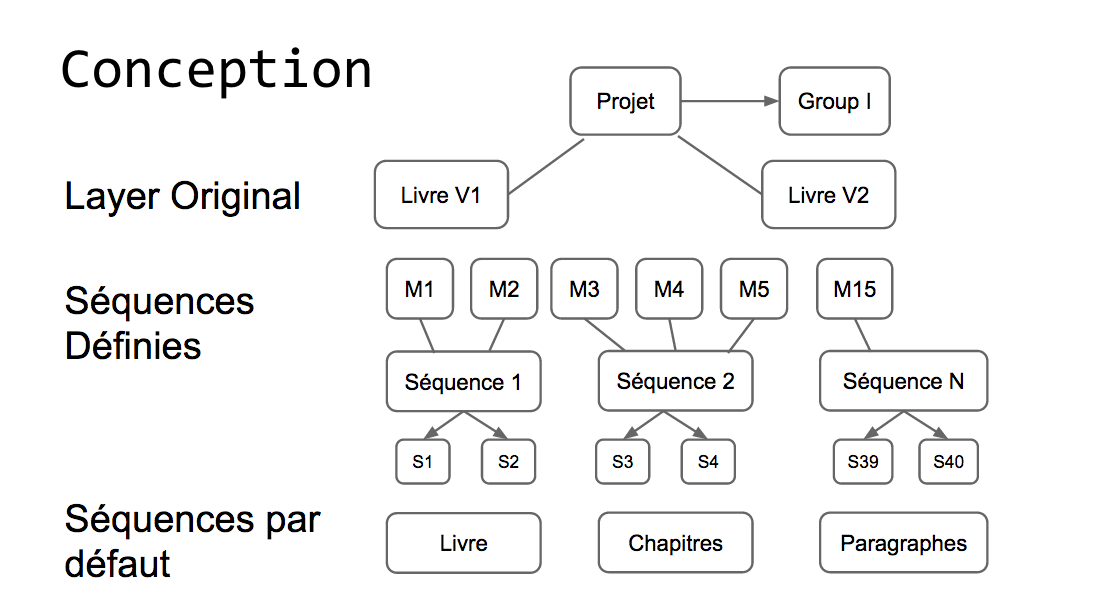 Conception
Projet
Group I
Layer Original
Livre V1
Livre V2
Séquences
Définies
M1
M2
M3
M4
M5
M15
Séquence 1
Séquence 2
Séquence N
S1
S2
S3
S4
S39
S40
Séquences par
défaut
Livre
Chapitres
Paragraphes